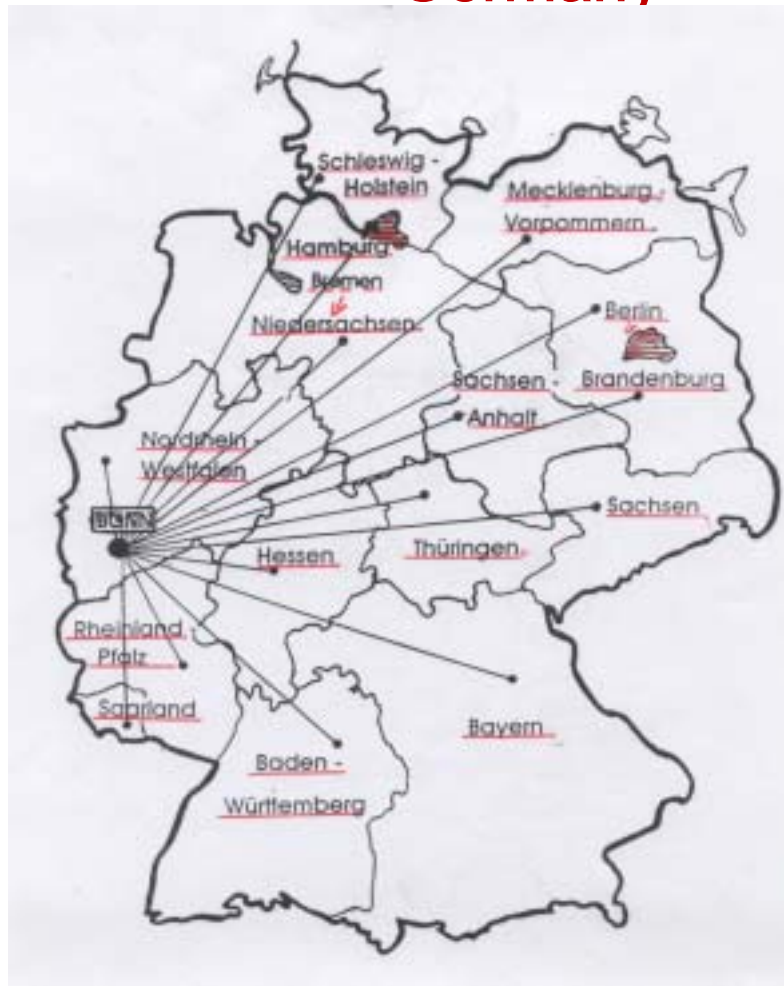 Germany
Schleswig -
Holstein
Mecklenburg -
Vorpommern
Hamburg
Bremen
Niedersachsen
Berlin
Brandenburg
Sachsen -
Anhalt
Nordrhein -
Westfalen
BONN
Sachsen
Hessen
Thüringen
Rheinland -
Pfalz
Saarland
Bayern
Baden -
Württemberg